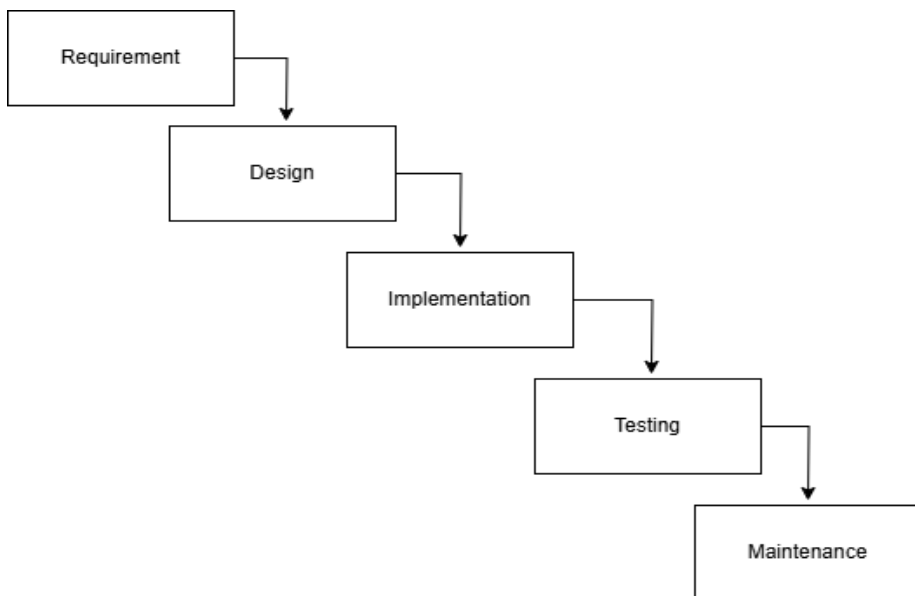 Requirement
Design
Implementation
Testing
Maintenance